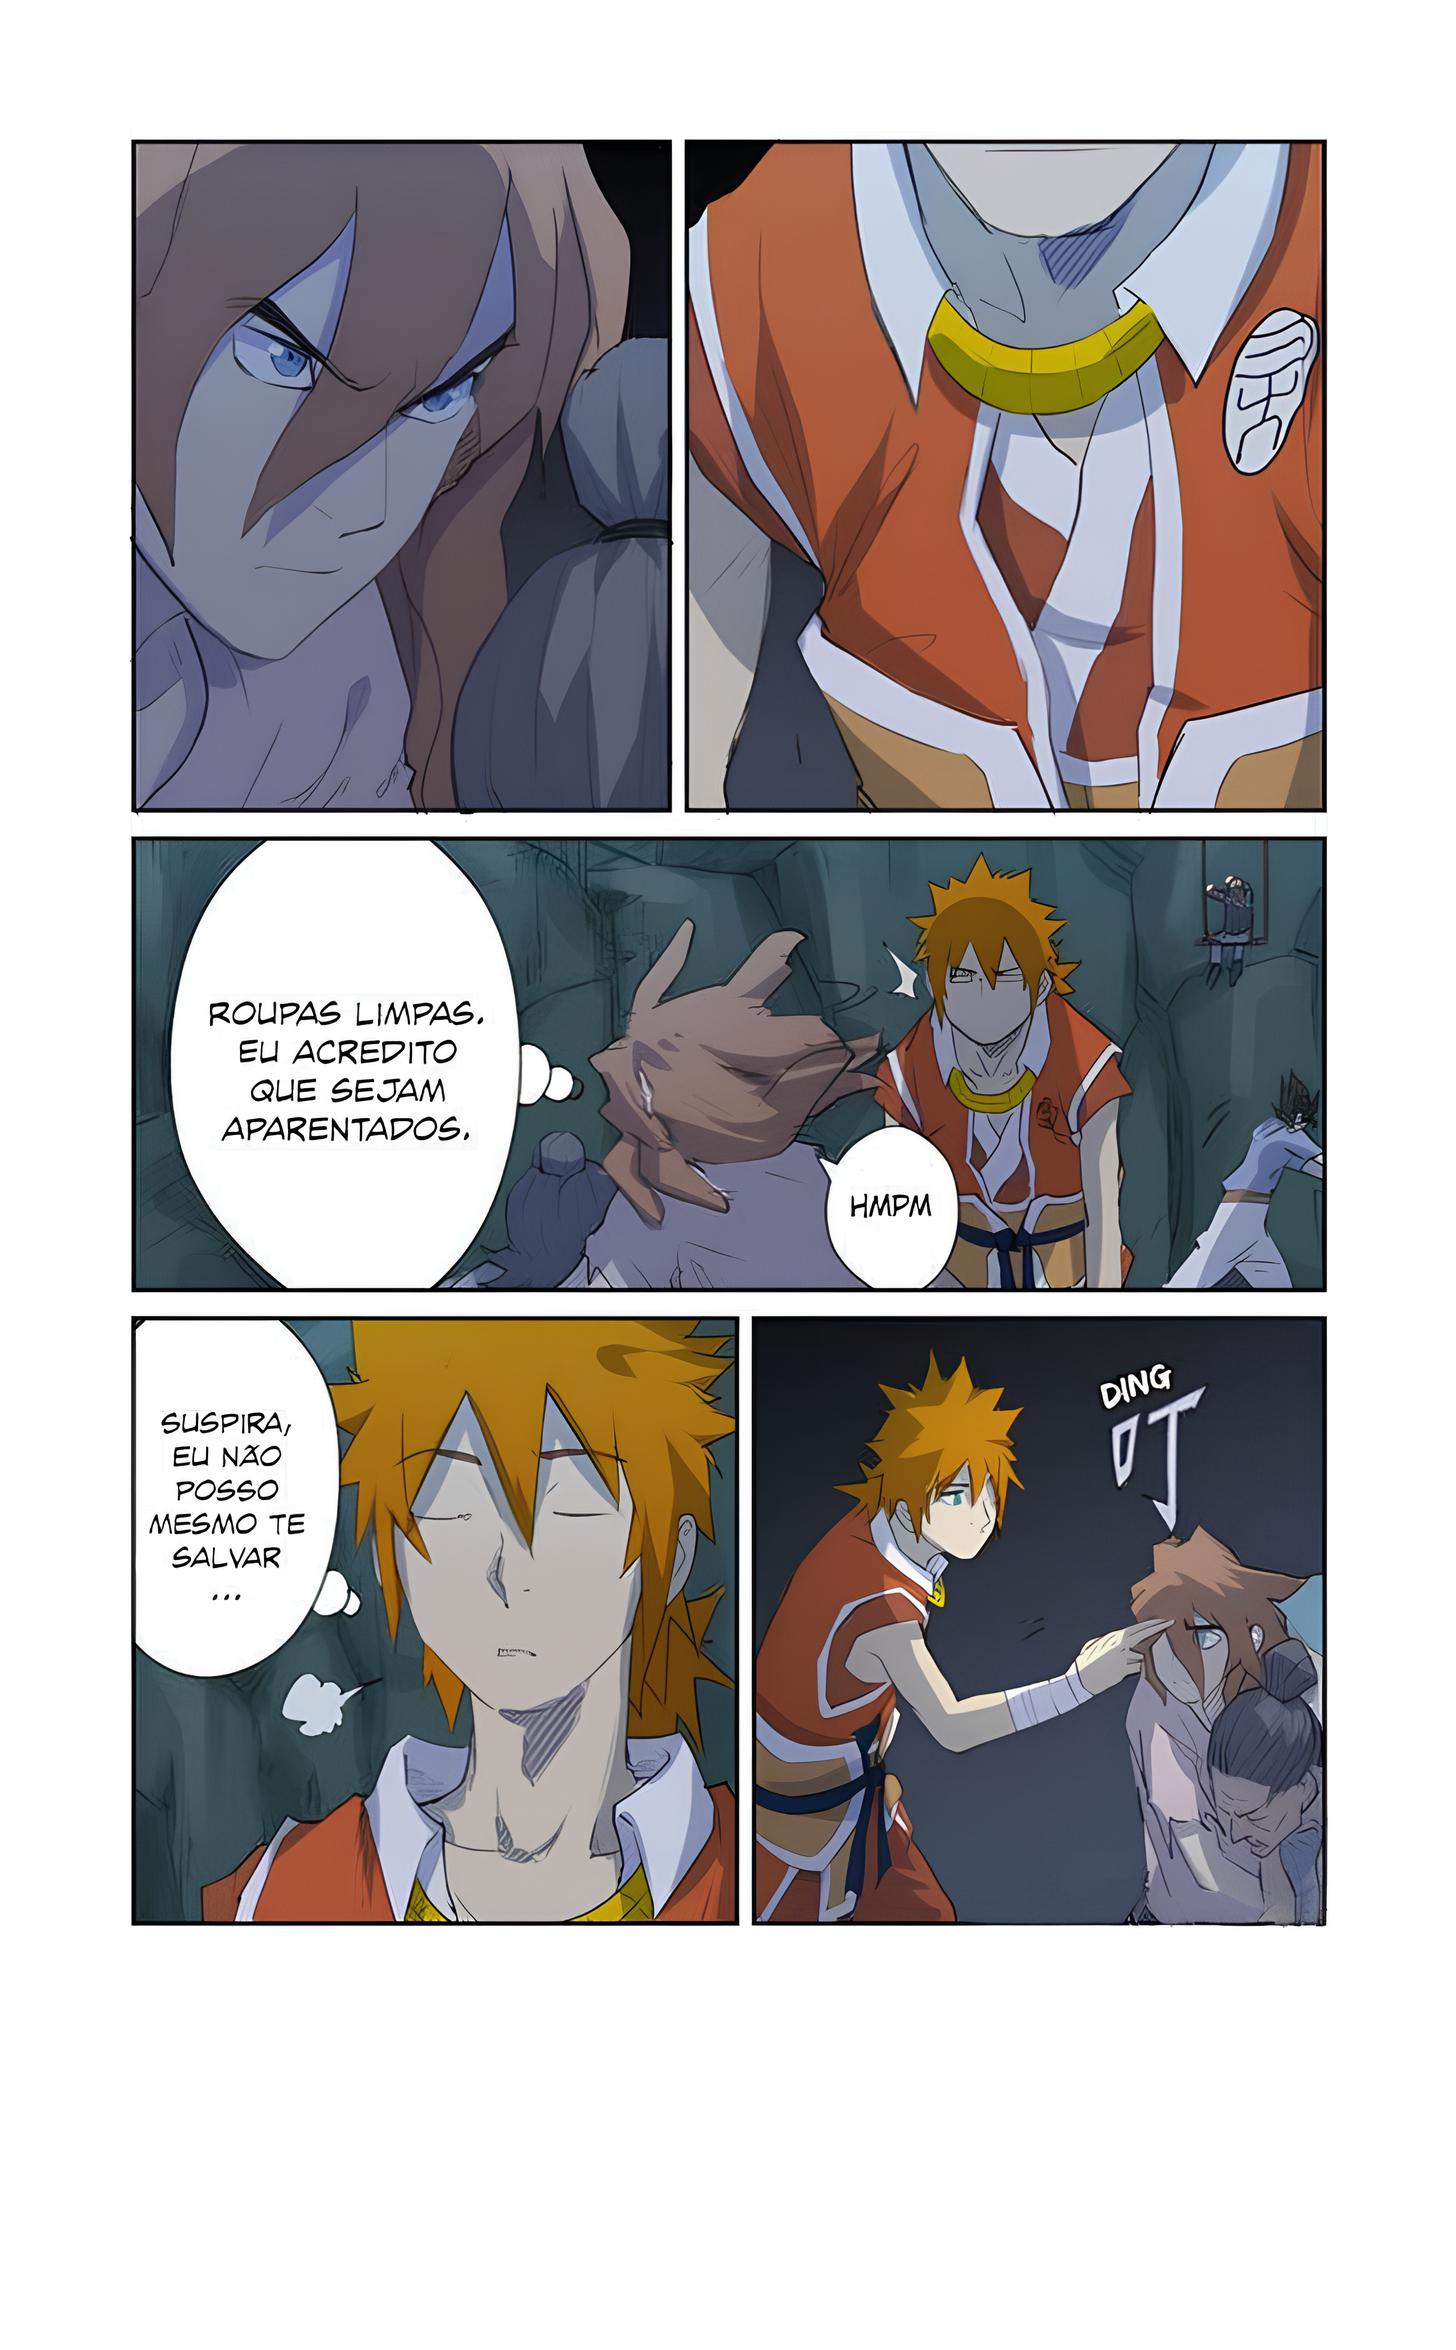 ROUPAS LIMPAS.
EU ACREDITO
QUE SEJAM
APARENTADOS.
HMPM
SUSPIRA,
EU NÃO
POSSO
MESMO TE
SALVAR
...
DING
叮